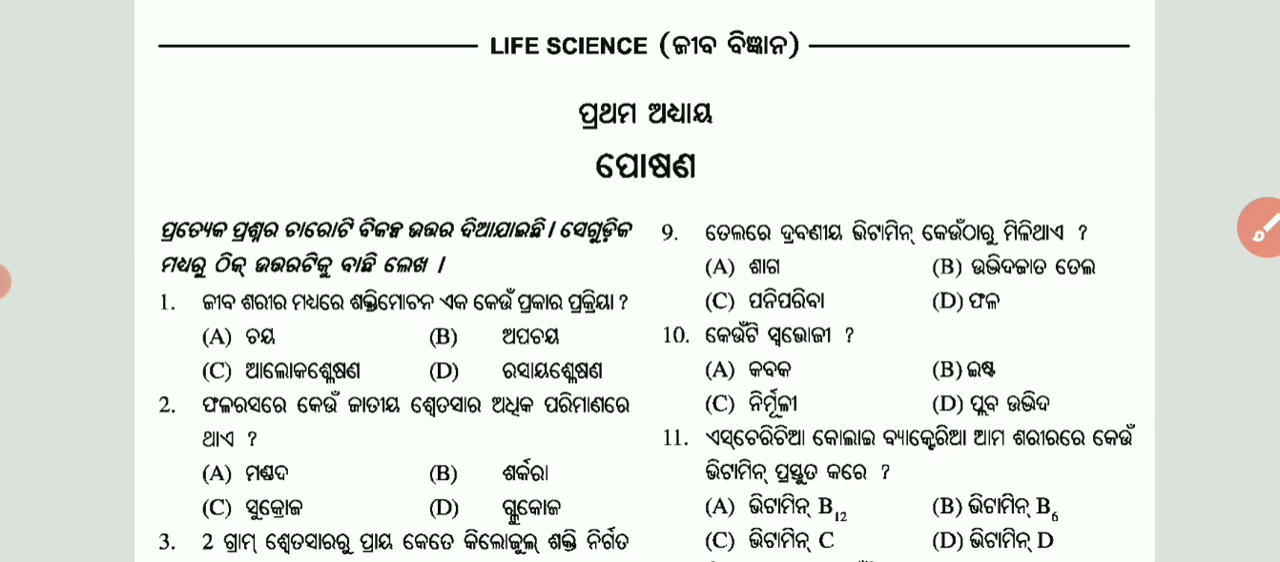 LIFE SCIENCE (ଜୀବ ବିଜ୍ଞାନ)
ପ୍ରଥମ ଅଧ୍ୟାୟ
ପୋଷଣ
ପ୍ରତ୍ୟେକ ପ୍ରଶ୍ନର ଚାରୋଟି ବିକଳ୍ପ ଉତ୍ତର ଦିଆଯାଇଛି । ସେଗୁଡ଼ିକ
ମଧ୍ୟରୁ ଠିକ୍ ଉତ୍ତରଟିକୁ ବାଛି ଲେଖ ।
1. ଜୀବ ଶରୀର ମଧ୍ୟରେ ଶକ୍ତିମୋଚନ ଏକ କେଉଁ ପ୍ରକାର ପ୍ରକ୍ରିୟା ?
(A) ଚୟ (B) ଅପଚୟ
(C) ଆଲୋକଶ୍ଳେଷଣ (D) ରସାୟଶ୍ଳେଷଣ
2. ଫଳରସରେ କେଉଁ ଜାତୀୟ ଶ୍ୱେତସାର ଅଧିକ ପରିମାଣରେ
ଥାଏ ?
(A) ମଣ୍ଡଦ (B) ଶର୍କରା
(C) ସୁକ୍ରୋଜ (D) ଗ୍ଲୁକୋଜ
3. 2 ଗ୍ରାମ୍ ଶ୍ୱେତସାରରୁ ପ୍ରାୟ କେତେ କିଲୋଜୁଲ୍ ଶକ୍ତି ନିର୍ଗତ
9. ତେଲରେ ଦ୍ରବଣୀୟ ଭିଟାମିନ୍ କେଉଁଠାରୁ ମିଳିଥାଏ ?
(A) ଶାଗ (B) ଉଦ୍ଭିଦଜାତ ତେଲ
(C) ପନିପରିବା (D) ଫଳ
10. କେଉଁଟି ସ୍ୱଭୋଜୀ ?
(A) କବକ (B) ଇଷ୍ଟ
(C) ନିର୍ମୂଳୀ (D) ପ୍ଲବ ଉଦ୍ଭିଦ
11. ଏସ୍‌ଚେରିଚିଆ କୋଲାଇ ବ୍ୟାକ୍ଟେରିଆ ଆମ ଶରୀରରେ କେଉଁ
ଭିଟାମିନ୍ ପ୍ରସ୍ତୁତ କରେ ?
(A) ଭିଟାମିନ୍ B₁₂ (B) ଭିଟାମିନ୍ B₆
(C) ଭିଟାମିନ୍ C (D) ଭିଟାମିନ୍ D